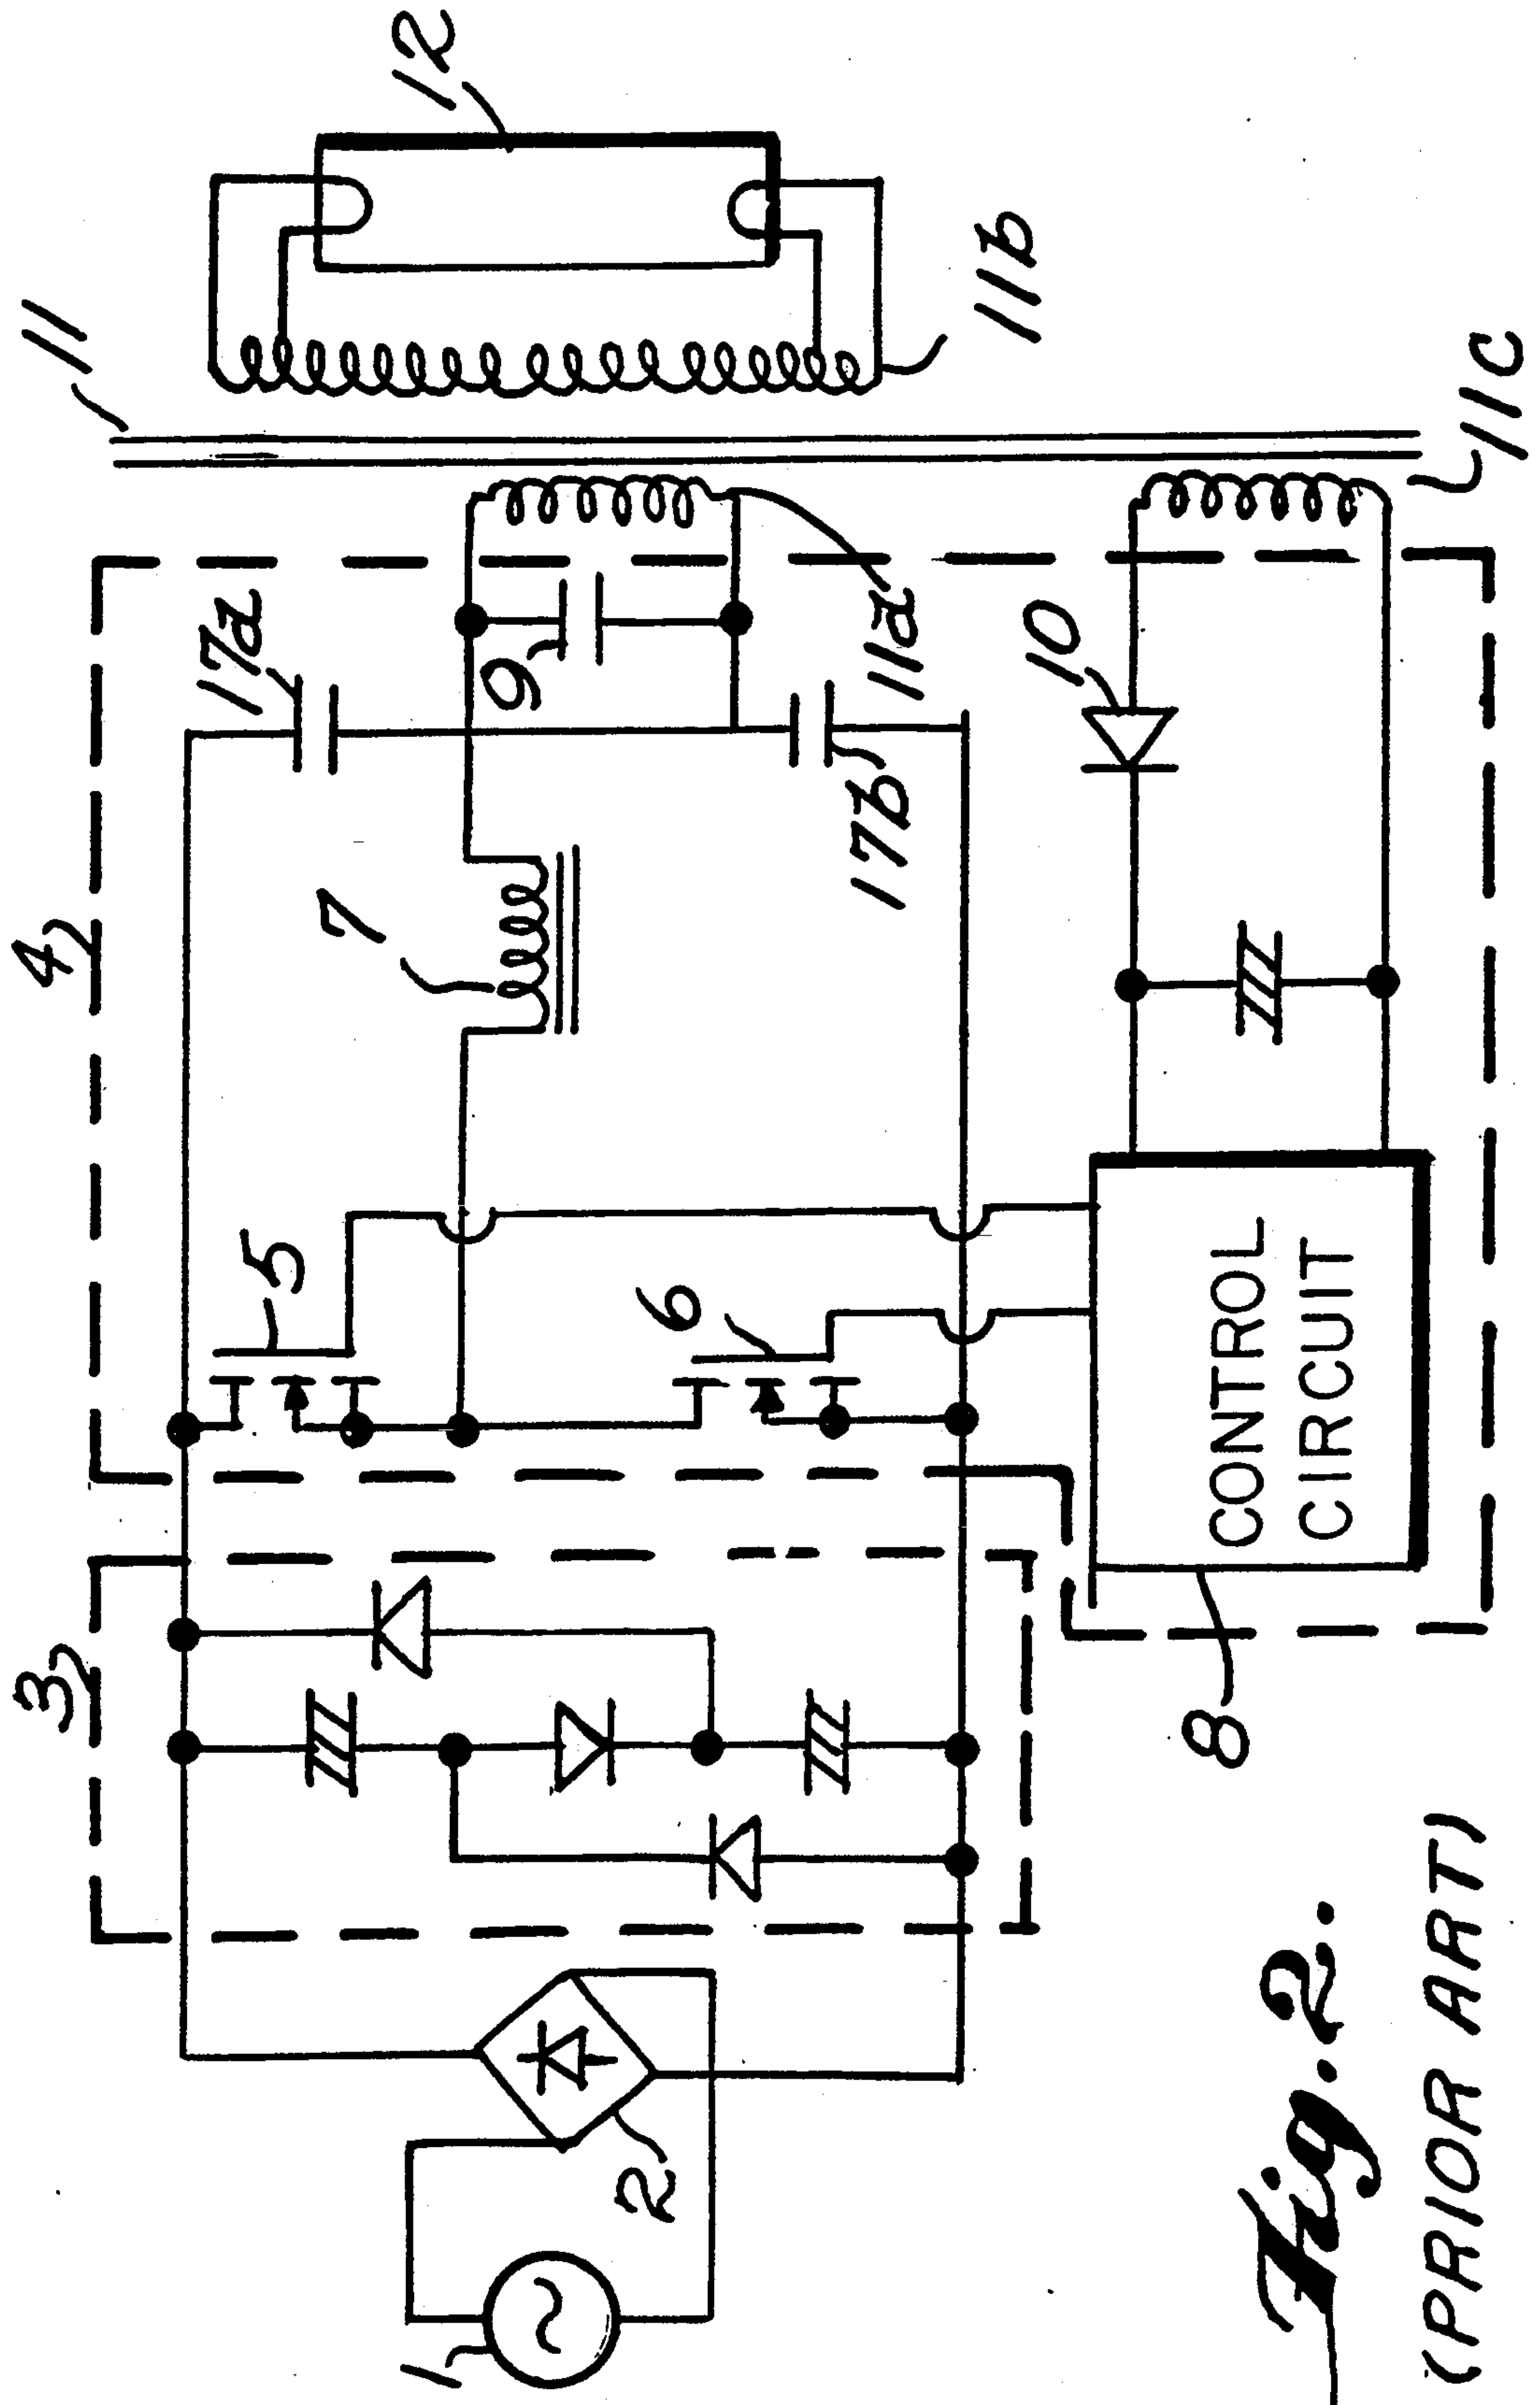 11
12
4
17a
9
7
11a
11b
3
5
6
17b
10
11c
1
2
8
CONTROL
CIRCUIT
Fig. 2.
(PRIOR ART)